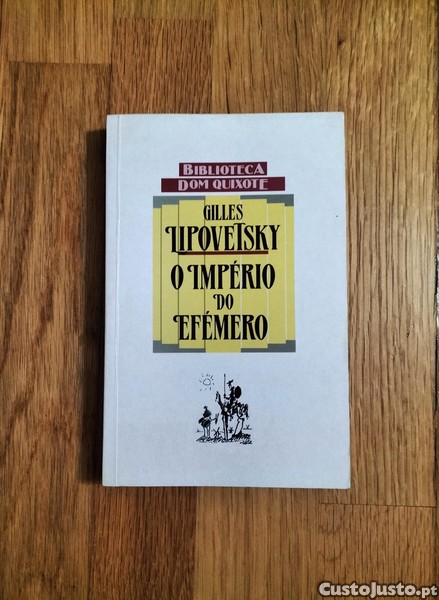 BIBLIOTECA
DOM QUIXOTE
GILLES
LIPOVETSKY
O IMPÉRIO
DO
EFÉMERO
CustoJusto.pt